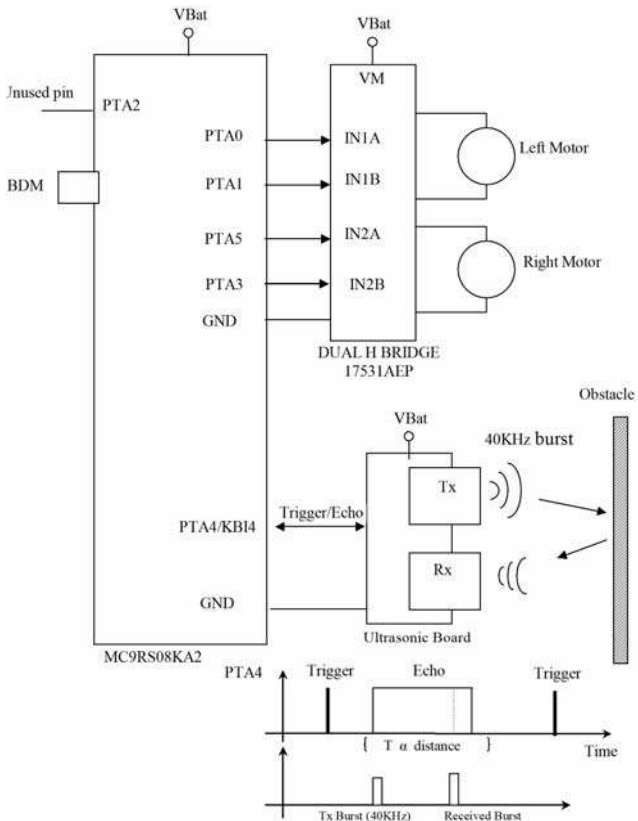 VBat
VBat
Unused pin
PTA2
VM
PTA0
IN1A
Left Motor
BDM
PTA1
IN1B
PTA5
IN2A
Right Motor
PTA3
IN2B
GND
DUAL H BRIDGE
17531AEP
Obstacle
VBat
40KHz burst
Tx
Trigger/Echo
PTA4/KBI4
Rx
GND
Ultrasonic Board
MC9RS08KA2
PTA4
Trigger
Echo
Trigger
{ T α distance }
Time
Tx Burst (40KHz)
Received Burst